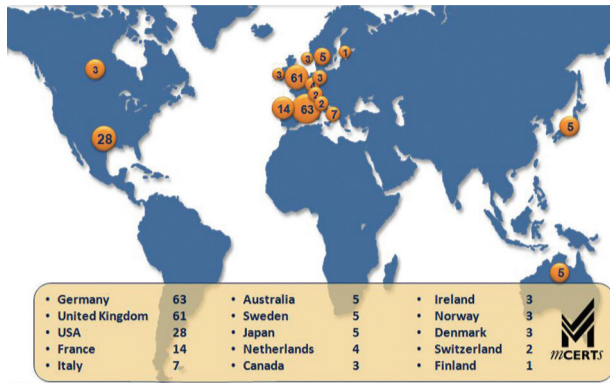 3
5
1
3
3
61
3
4
2
2
14
63
7
28
5
5
• Germany 63
• United Kingdom 61
• USA 28
• France 14
• Italy 7
• Australia 5
• Sweden 5
• Japan 5
• Netherlands 4
• Canada 3
• Ireland 3
• Norway 3
• Denmark 3
• Switzerland 2
• Finland 1
mCERTs